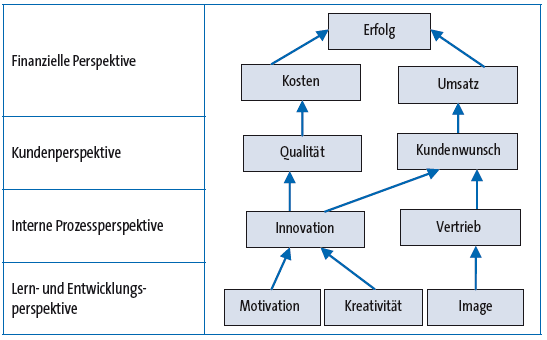 Finanzielle Perspektive
Erfolg
Kosten
Umsatz
Kundenperspektive
Qualität
Kundenwunsch
Interne Prozessperspektive
Innovation
Vertrieb
Lern- und Entwicklungs-
perspektive
Motivation
Kreativität
Image